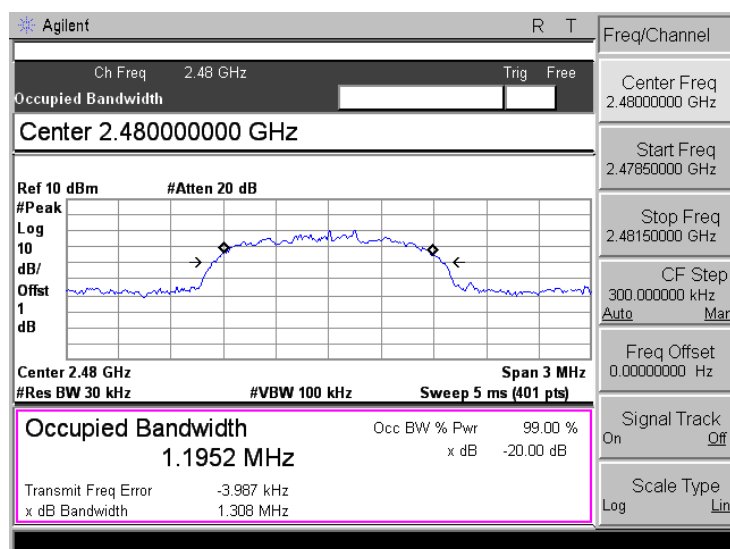 Agilent
R T
Ch Freq 2.48 GHz Trig Free
Occupied Bandwidth
Center 2.480000000 GHz
Ref 10 dBm #Atten 20 dB
#Peak
Log
10
dB/
Offst
1
dB
Center 2.48 GHz Span 3 MHz
#Res BW 30 kHz #VBW 100 kHz Sweep 5 ms (401 pts)
Occupied Bandwidth
1.1952 MHz
Occ BW % Pwr 99.00 %
x dB -20.00 dB
Transmit Freq Error -3.987 kHz
x dB Bandwidth 1.308 MHz
Freq/Channel
Center Freq
2.48000000 GHz
Start Freq
2.47850000 GHz
Stop Freq
2.48150000 GHz
CF Step
300.000000 kHz
Auto Man
Freq Offset
0.00000000 Hz
Signal Track
On Off
Scale Type
Log Lin